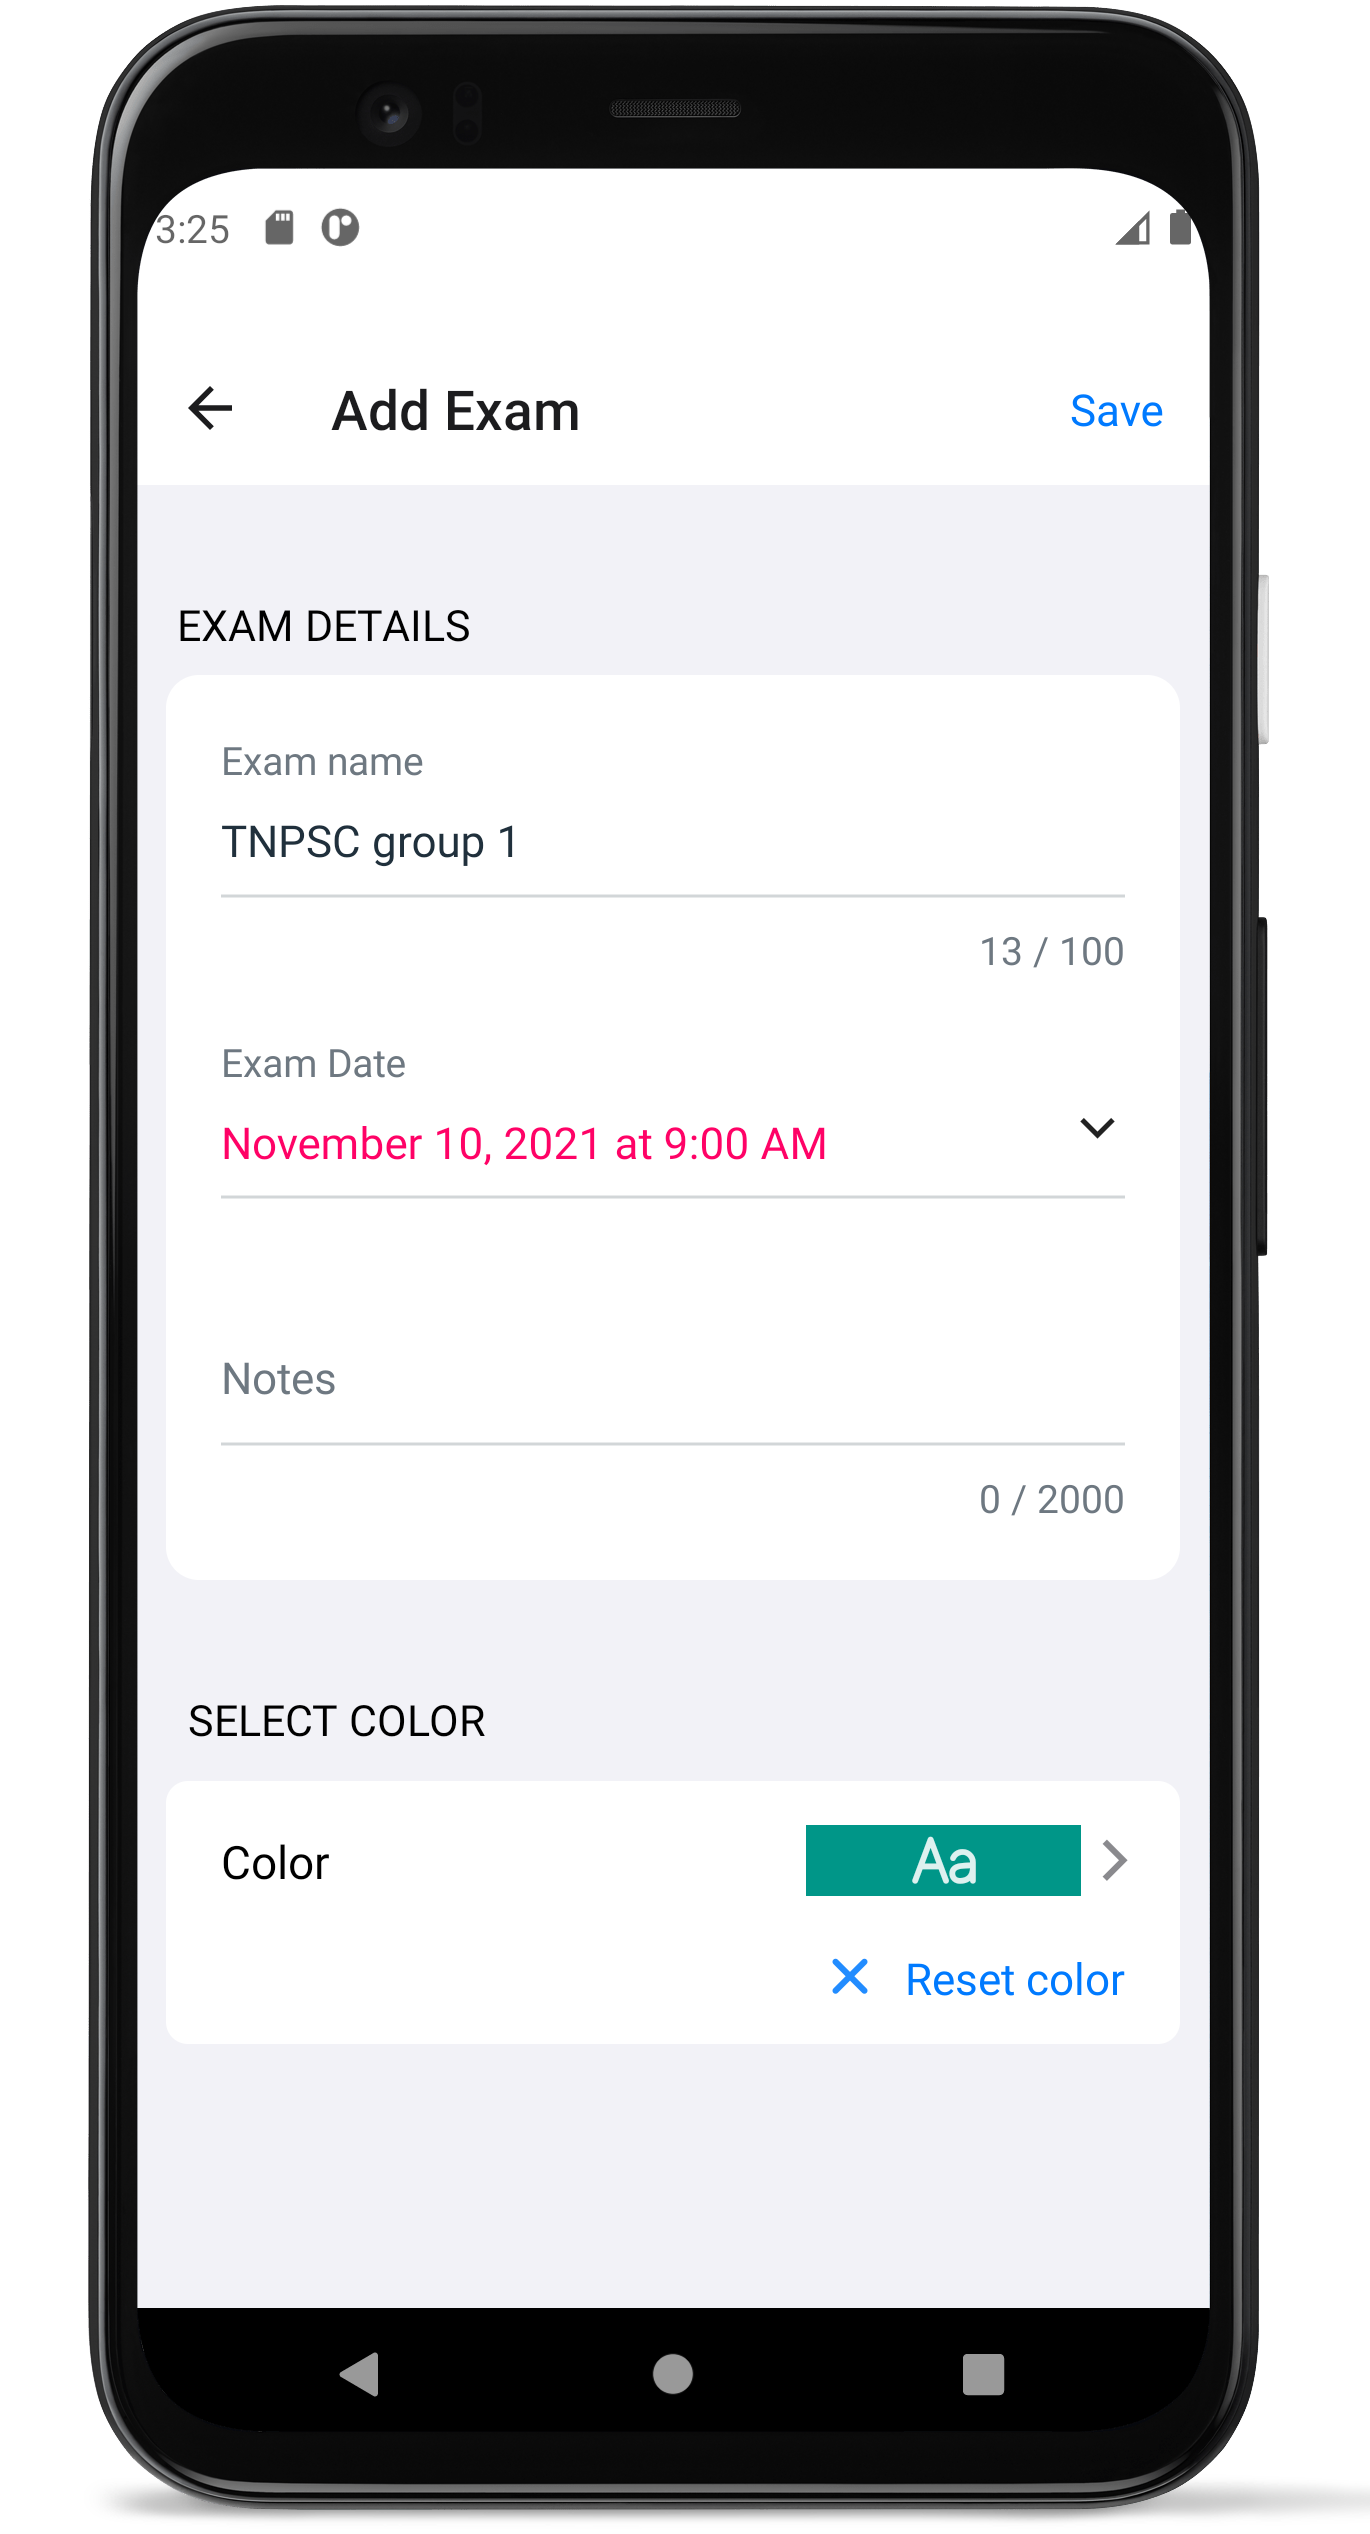 3:25
Add Exam
Save
EXAM DETAILS
Exam name
TNPSC group 1
13 / 100
Exam Date
November 10, 2021 at 9:00 AM
Notes
0 / 2000
SELECT COLOR
Color
Aa
Reset color